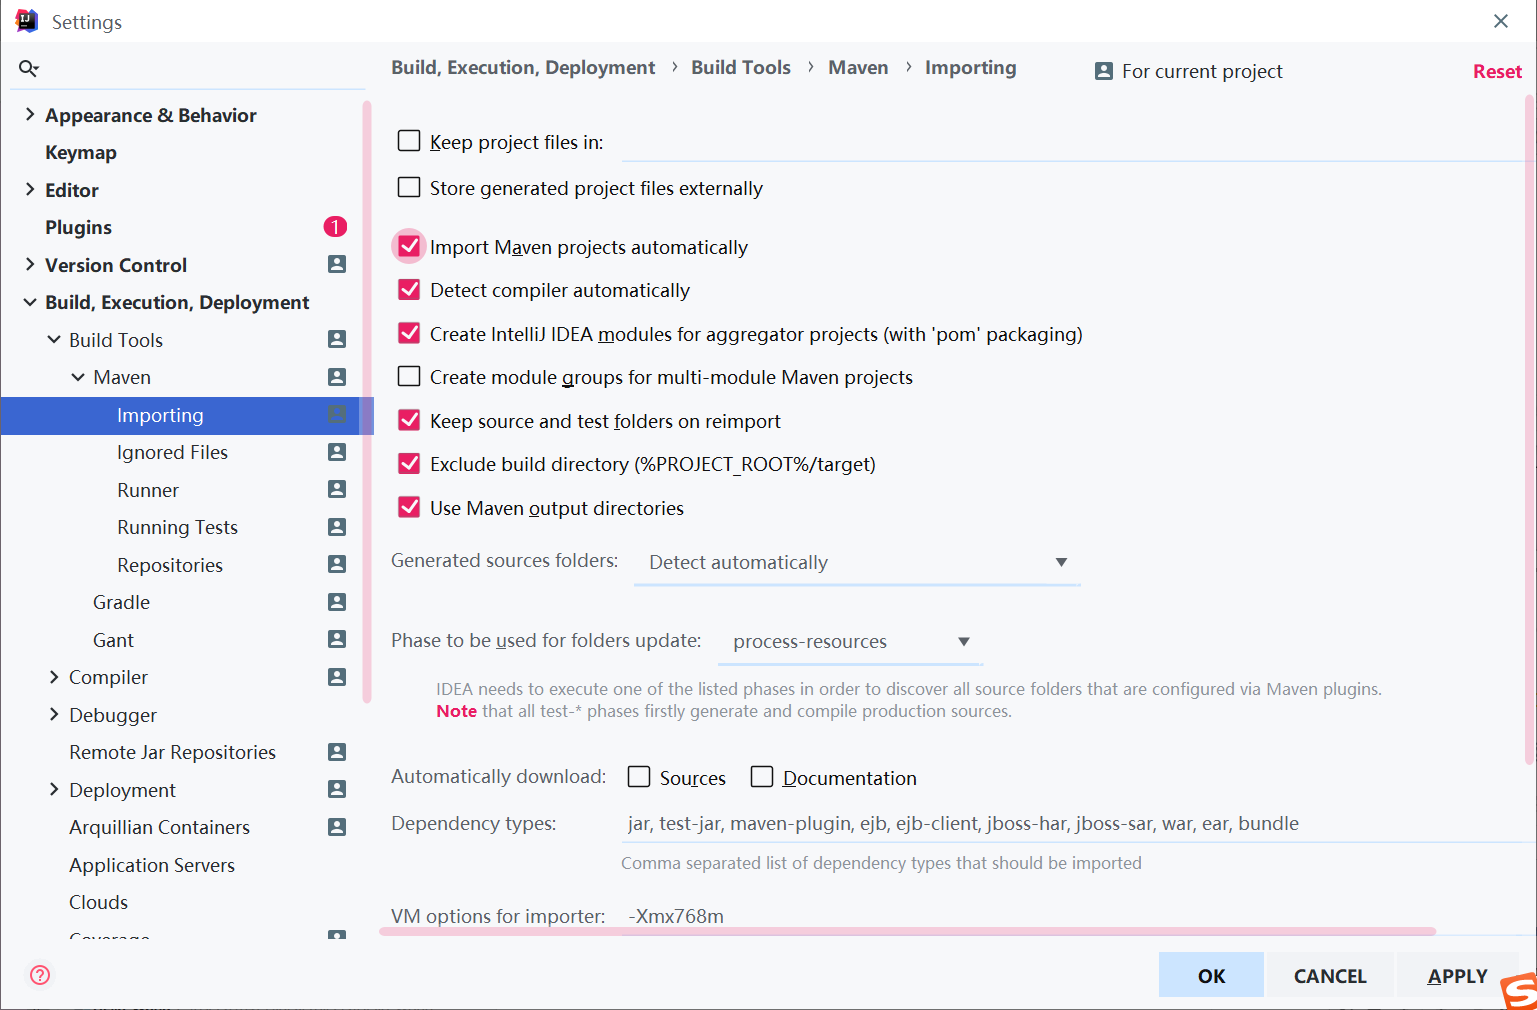 Settings
Build, Execution, Deployment › Build Tools › Maven › Importing
For current project
Reset
Appearance & Behavior
Keymap
Editor
Plugins
1
Version Control
Build, Execution, Deployment
Build Tools
Maven
Importing
Ignored Files
Runner
Running Tests
Repositories
Gradle
Gant
Compiler
Debugger
Remote Jar Repositories
Deployment
Arquillian Containers
Application Servers
Clouds
Coverage
Keep project files in:
Store generated project files externally
Import Maven projects automatically
Detect compiler automatically
Create IntelliJ IDEA modules for aggregator projects (with 'pom' packaging)
Create module groups for multi-module Maven projects
Keep source and test folders on reimport
Exclude build directory (%PROJECT_ROOT%/target)
Use Maven output directories
Generated sources folders: Detect automatically
Phase to be used for folders update: process-resources
IDEA needs to execute one of the listed phases in order to discover all source folders that are configured via Maven plugins.
Note that all test-* phases firstly generate and compile production sources.
Automatically download: Sources Documentation
Dependency types: jar, test-jar, maven-plugin, ejb, ejb-client, jboss-har, jboss-sar, war, ear, bundle
Comma separated list of dependency types that should be imported
VM options for importer: -Xmx768m
?
OK CANCEL APPLY